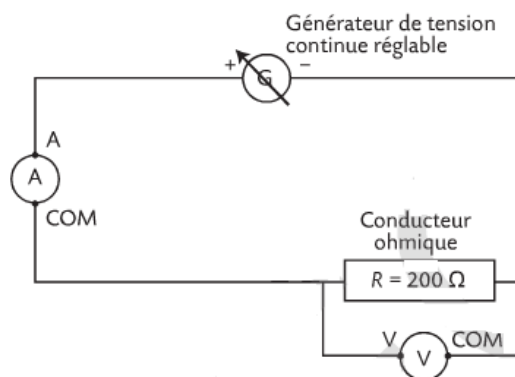 Générateur de tension
continue réglable
+ G −
A
A
COM
Conducteur
ohmique
R = 200 Ω
V V COM